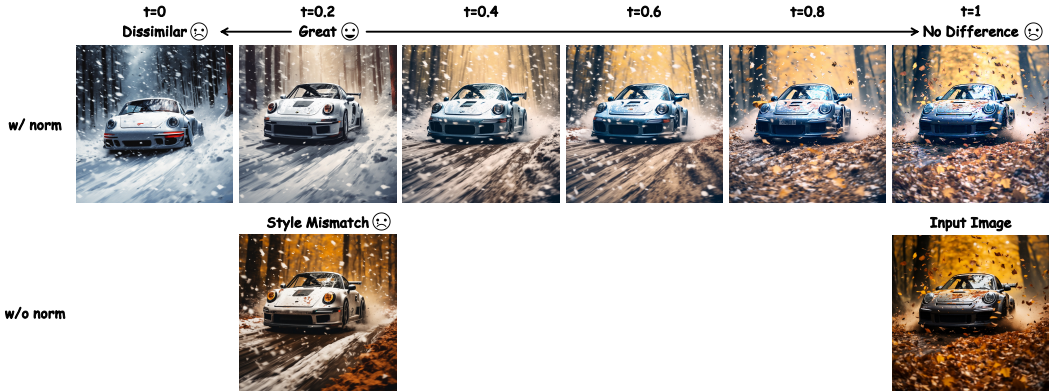 t=0 t=0.2 t=0.4 t=0.6 t=0.8 t=1
Dissimilar Great No Difference
w/ norm
Style Mismatch Input Image
w/o norm